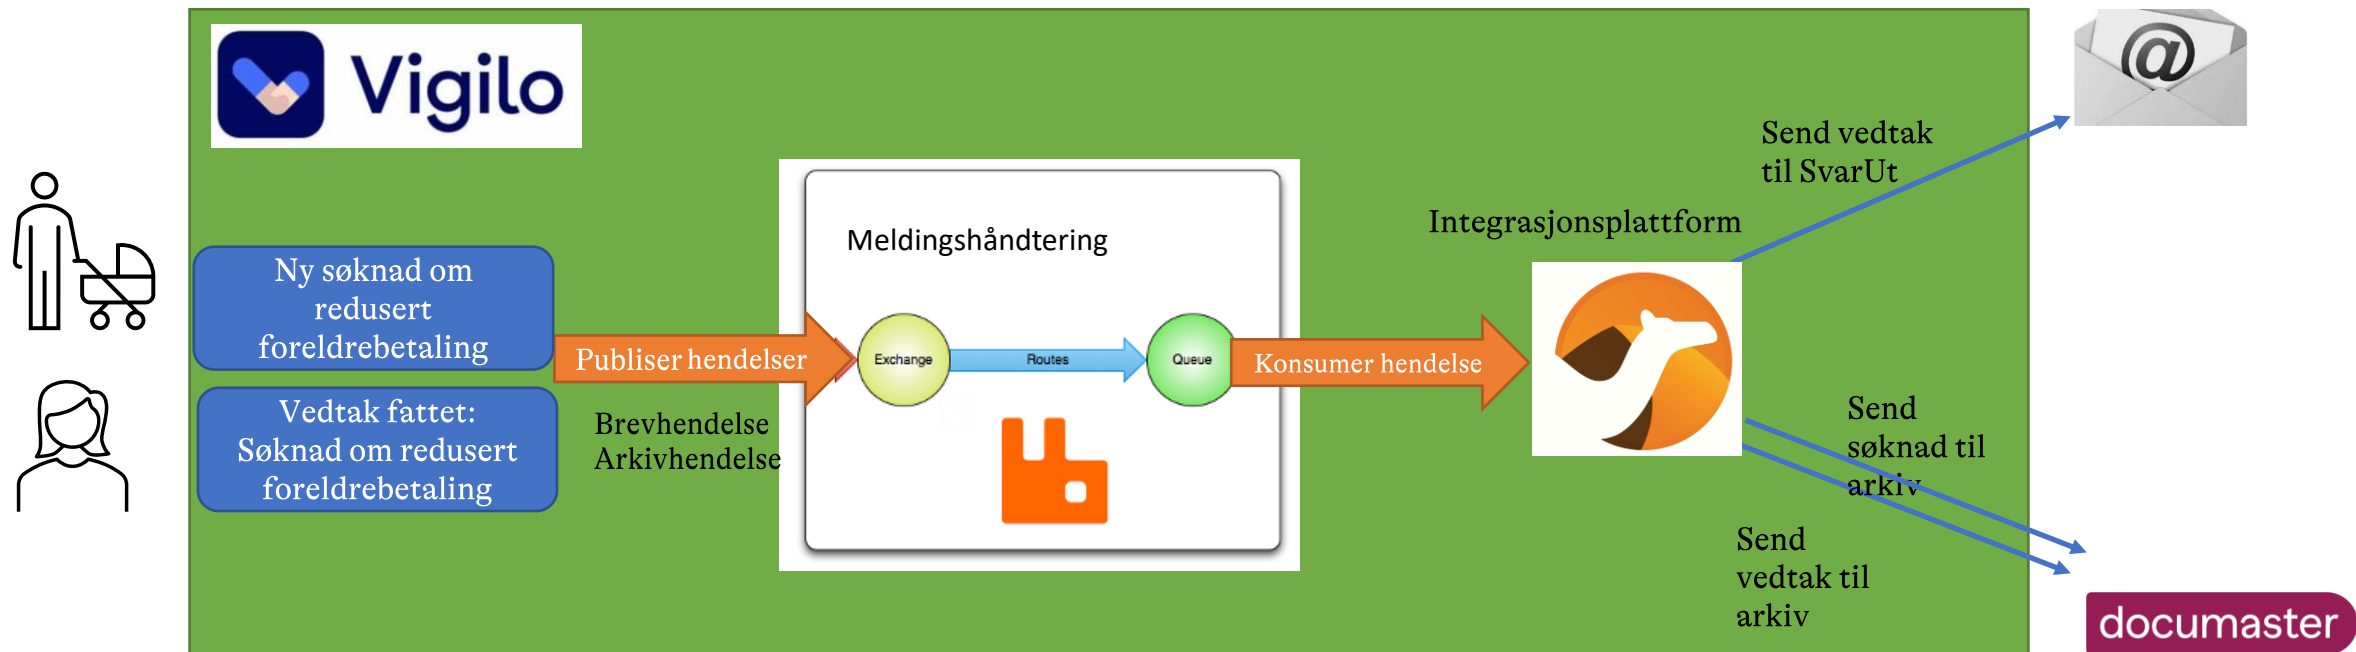 Vigilo
Ny søknad om
redusert
foreldrebetaling
Vedtak fattet:
Søknad om redusert
foreldrebetaling
Publiser hendelser
Brevhendelse
Arkivhendelse
Meldingshåndtering
Exchange
Routes
Queue
Konsumer hendelse
Integrasjonsplattform
Send vedtak
til SvarUt
@
Send
søknad til
arkiv
Send
vedtak til
arkiv
documaster